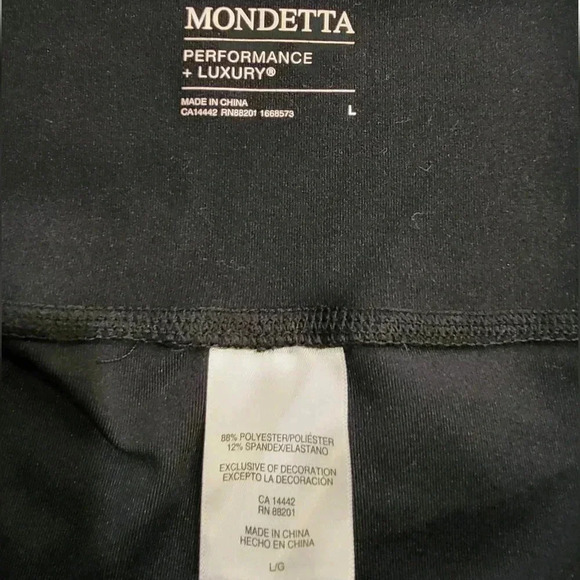 MONDETTA
PERFORMANCE
+ LUXURY®
MADE IN CHINA
CA14442 RN88201 1668573 L
88% POLYESTER/POLIÉSTER
12% SPANDEX/ELASTANO
EXCLUSIVE OF DECORATION
EXCEPTO LA DECORACIÓN
CA 14442
RN 88201
MADE IN CHINA
HECHO EN CHINA
L/G